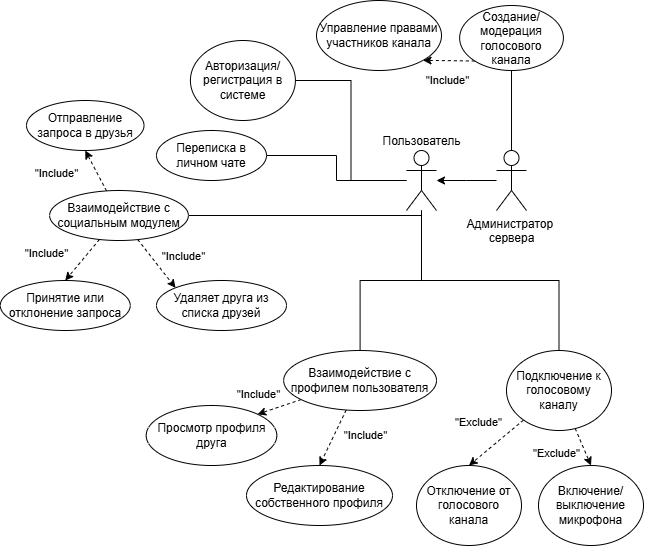 Управление правами
участников канала
Создание/
модерация
голосового
канала
"Include"
Авторизация/
регистрация в
системе
Отправление
запроса в друзья
Переписка в
личном чате
Пользователь
"Include"
Взаимодействие с
социальным модулем
Администратор
сервера
"Include"
"Include"
Принятие или
отклонение запроса
Удаляет друга из
списка друзей
Взаимодействие с
профилем пользователя
Подключение к
голосовому
каналу
"Include"
Просмотр профиля
друга
"Include"
"Exclude"
"Exclude"
Редактирование
собственного профиля
Отключение от
голосового
канала
Включение/
выключение
микрофона